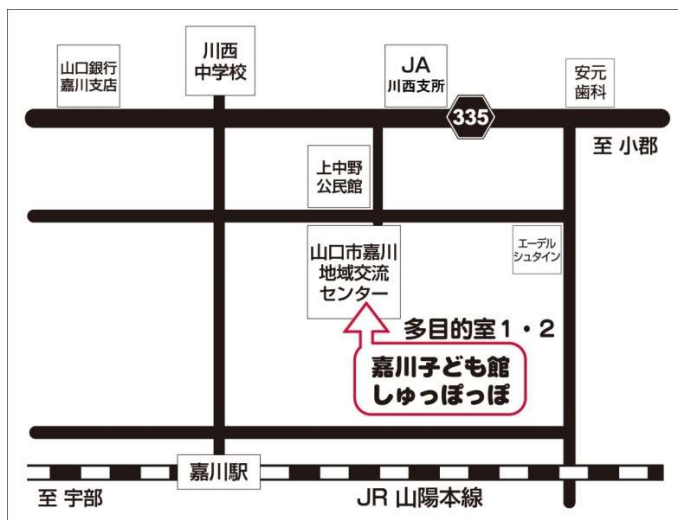 山口銀行
嘉川支店
川西
中学校
JA
川西支所
安元
歯科
335
至 小郡
上中野
公民館
山口市嘉川
地域交流
センター
エーデル
シュタイン
多目的室1・2
嘉川子ども館
しゅっぽっぽ
嘉川駅
至 宇部
JR 山陽本線